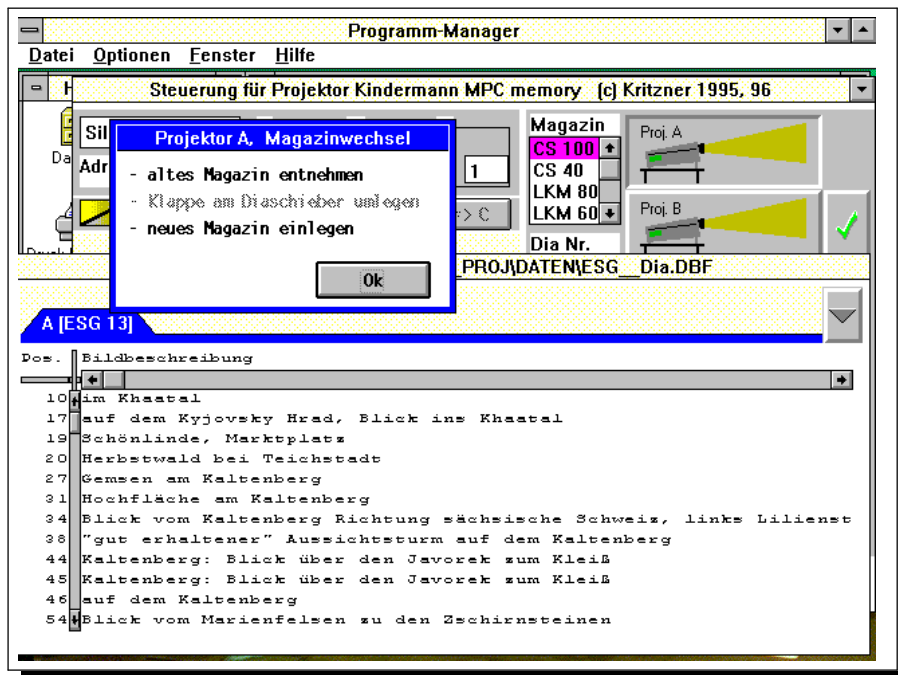 Programm-Manager
Datei Optionen Fenster Hilfe
H
Steuerung für Projektor Kindermann MPC memory (c) Kritzner 1995, 96
Sil
Da
Adr
1
> C
Magazin
CS 100
CS 40
LKM 80
LKM 60
Dia Nr.
Proj. A
Proj. B
Projektor A, Magazinwechsel
- altes Magazin entnehmen
- Klappe am Diaschieber umlegen
- neues Magazin einlegen
Ok
_PROJ\DATEN\ESG__Dia.DBF
A [ESG 13]
Pos. Bildbeschreibung
10 im Khaatal
17 auf dem Kyjovsky Hrad, Blick ins Khaatal
19 Schönlinde, Marktplatz
20 Herbstwald bei Teichstadt
27 Gemsen am Kaltenberg
31 Hochfläche am Kaltenberg
34 Blick vom Kaltenberg Richtung sächsische Schweiz, links Lilienst
38 "gut erhaltener" Aussichtsturm auf dem Kaltenberg
44 Kaltenberg: Blick über den Javorek zum Kleiß
45 Kaltenberg: Blick über den Javorek zum Kleiß
46 auf dem Kaltenberg
54 Blick vom Marienfelsen zu den Zschirnsteinen